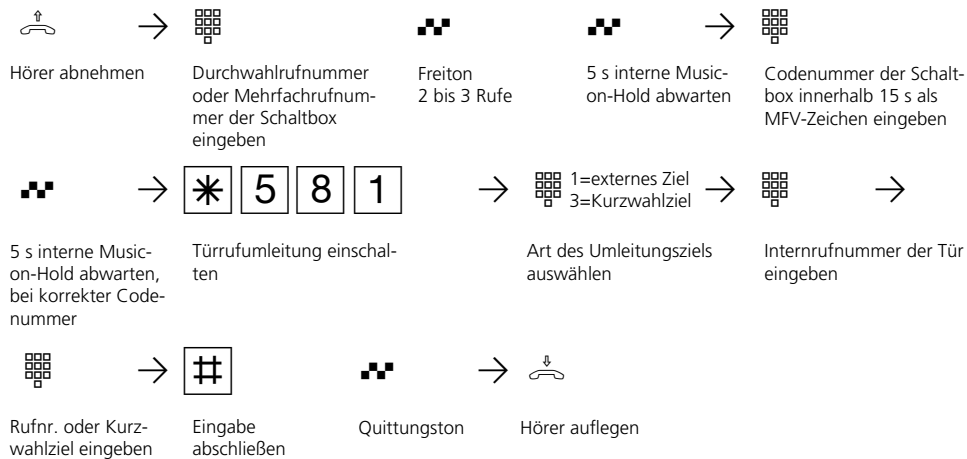 Hörer abnehmen
Durchwahlrufnummer
oder Mehrfachrufnum-
mer der Schaltbox
eingeben
Freiton
2 bis 3 Rufe
5 s interne Music-
on-Hold abwarten
Codenummer der Schalt-
box innerhalb 15 s als
MFV-Zeichen eingeben
* 5 8 1
1=externes Ziel
3=Kurzwahlziel
5 s interne Music-
on-Hold abwarten,
bei korrekter Code-
nummer
Türrufumleitung einschal-
ten
Art des Umleitungsziels
auswählen
Internrufnummer der Tür
eingeben
#
Rufnr. oder Kurz-
wahlziel eingeben
Eingabe
abschließen
Quittungston
Hörer auflegen